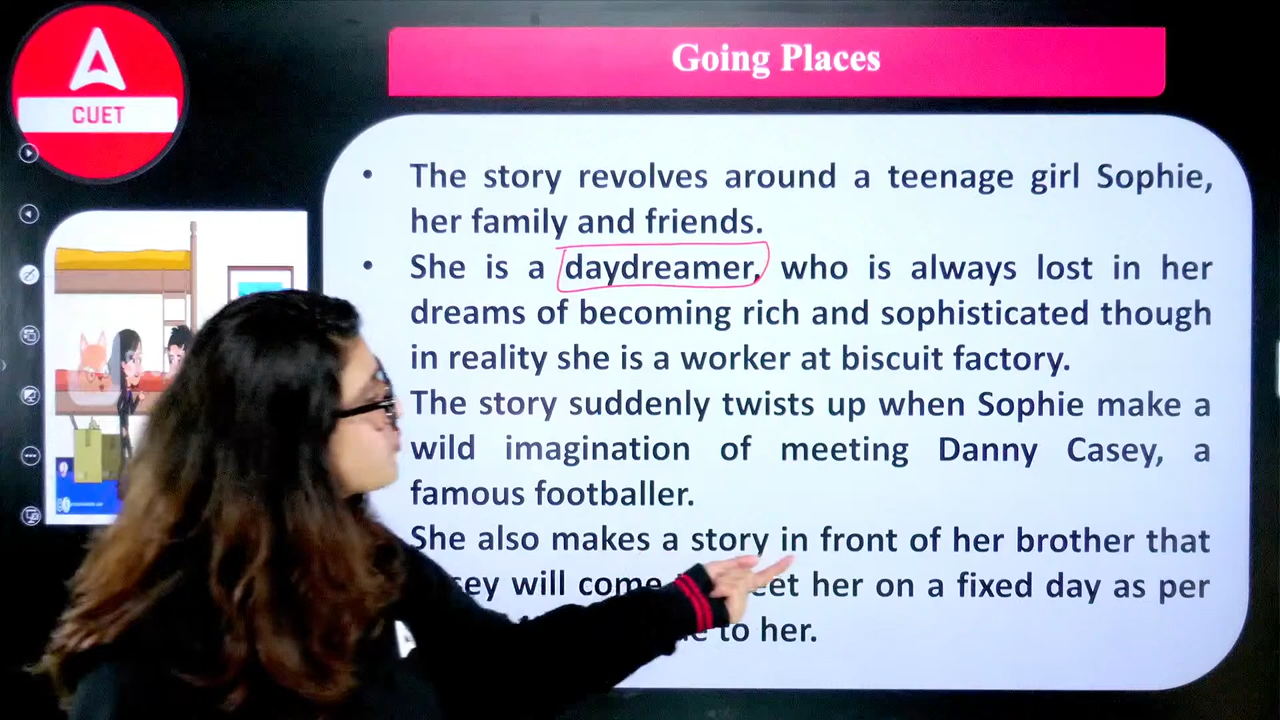 CUET
Going Places
• The story revolves around a teenage girl Sophie,
her family and friends.
• She is a daydreamer, who is always lost in her
dreams of becoming rich and sophisticated though
in reality she is a worker at biscuit factory.
The story suddenly twists up when Sophie make a
wild imagination of meeting Danny Casey, a
famous footballer.
She also makes a story in front of her brother that
will come her on a fixed day as per
to her.